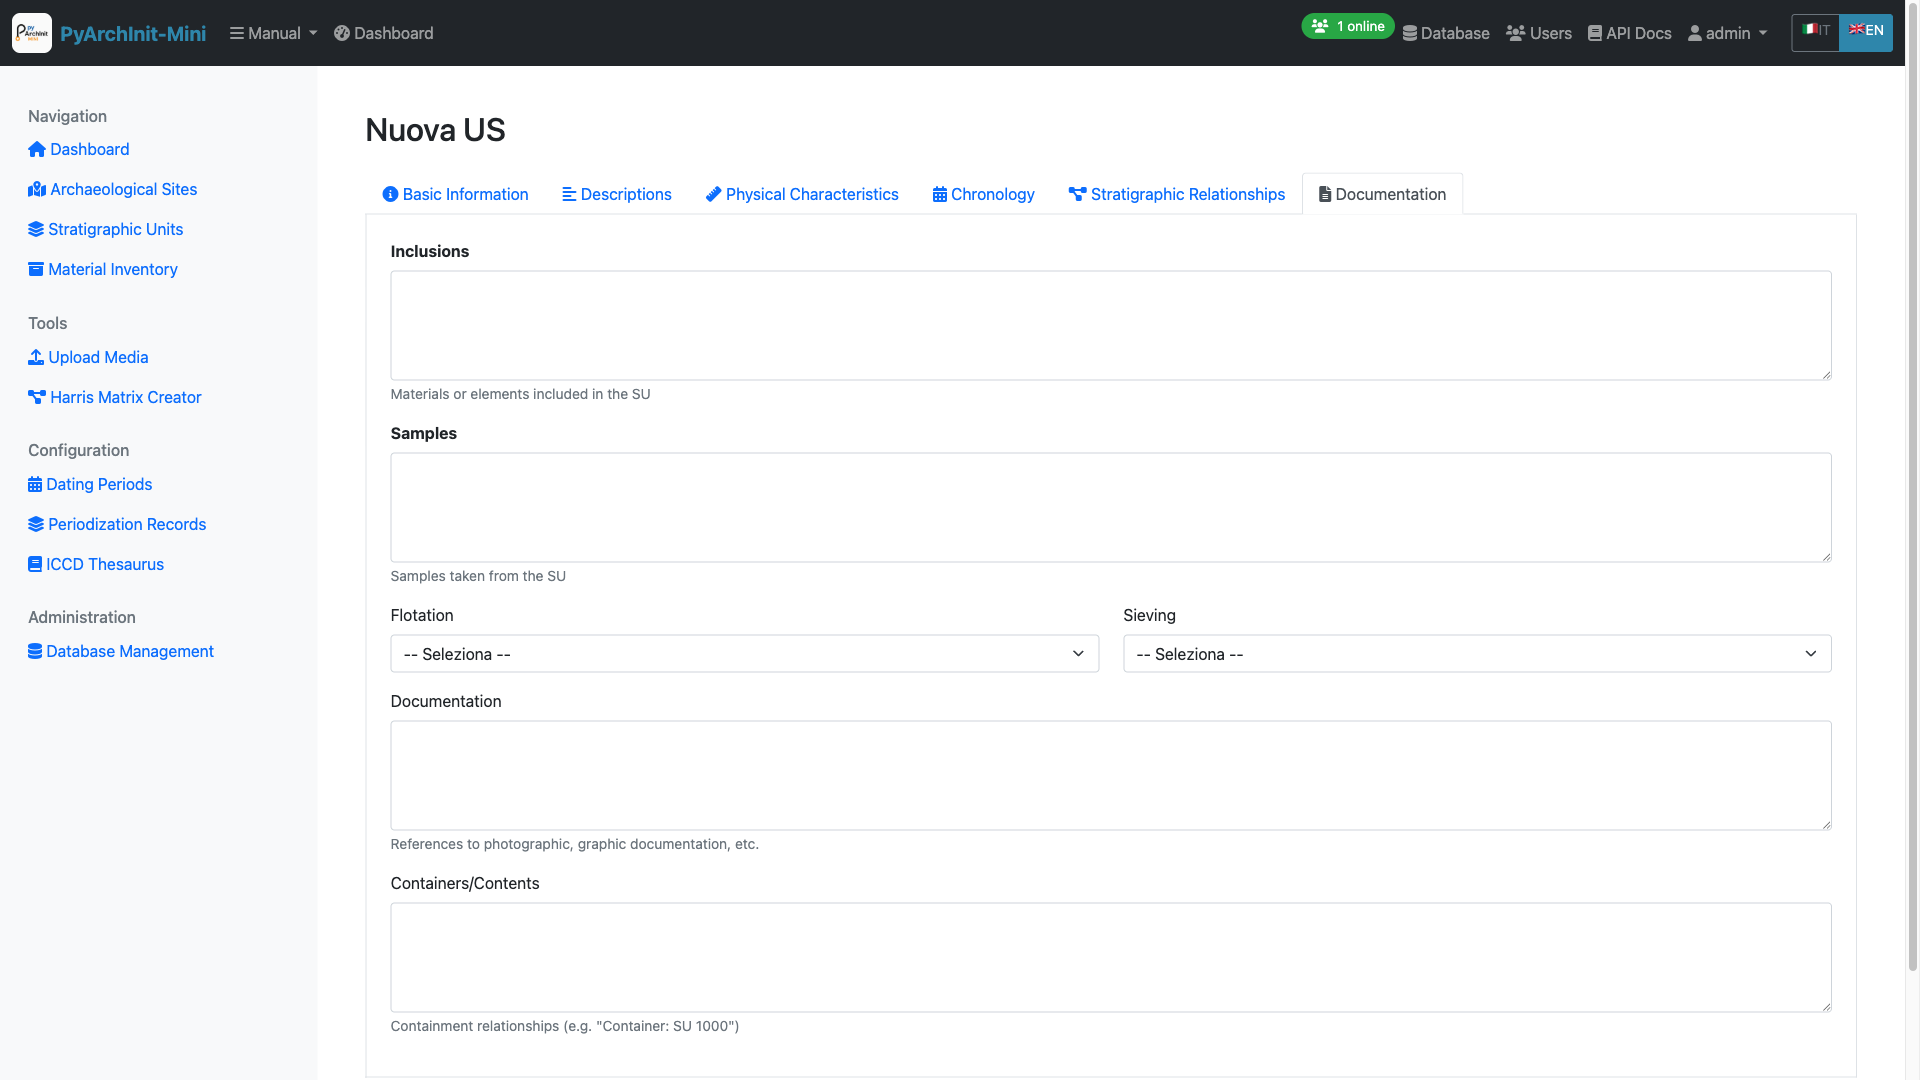 PyArchInit-Mini
Manual
Dashboard
1 online
Database
Users
API Docs
admin
IT
EN
Navigation
Dashboard
Archaeological Sites
Stratigraphic Units
Material Inventory
Tools
Upload Media
Harris Matrix Creator
Configuration
Dating Periods
Periodization Records
ICCD Thesaurus
Administration
Database Management
Nuova US
Basic Information
Descriptions
Physical Characteristics
Chronology
Stratigraphic Relationships
Documentation
Inclusions
Materials or elements included in the SU
Samples
Samples taken from the SU
Flotation
Sieving
-- Seleziona --
-- Seleziona --
Documentation
References to photographic, graphic documentation, etc.
Containers/Contents
Containment relationships (e.g. "Container: SU 1000")